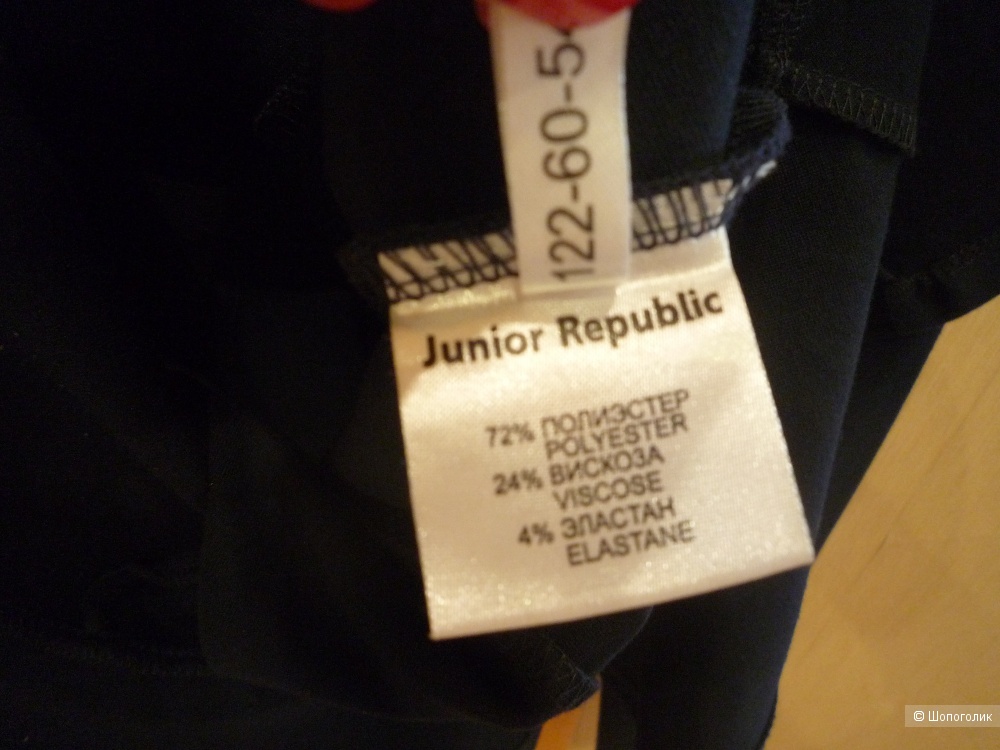 122-60-5
Junior Republic
72% ПОЛИЭСТЕР
POLYESTER
24% ВИСКОЗА
VISCOSE
4% ЭЛАСТАН
ELASTANE
© Шопоголик